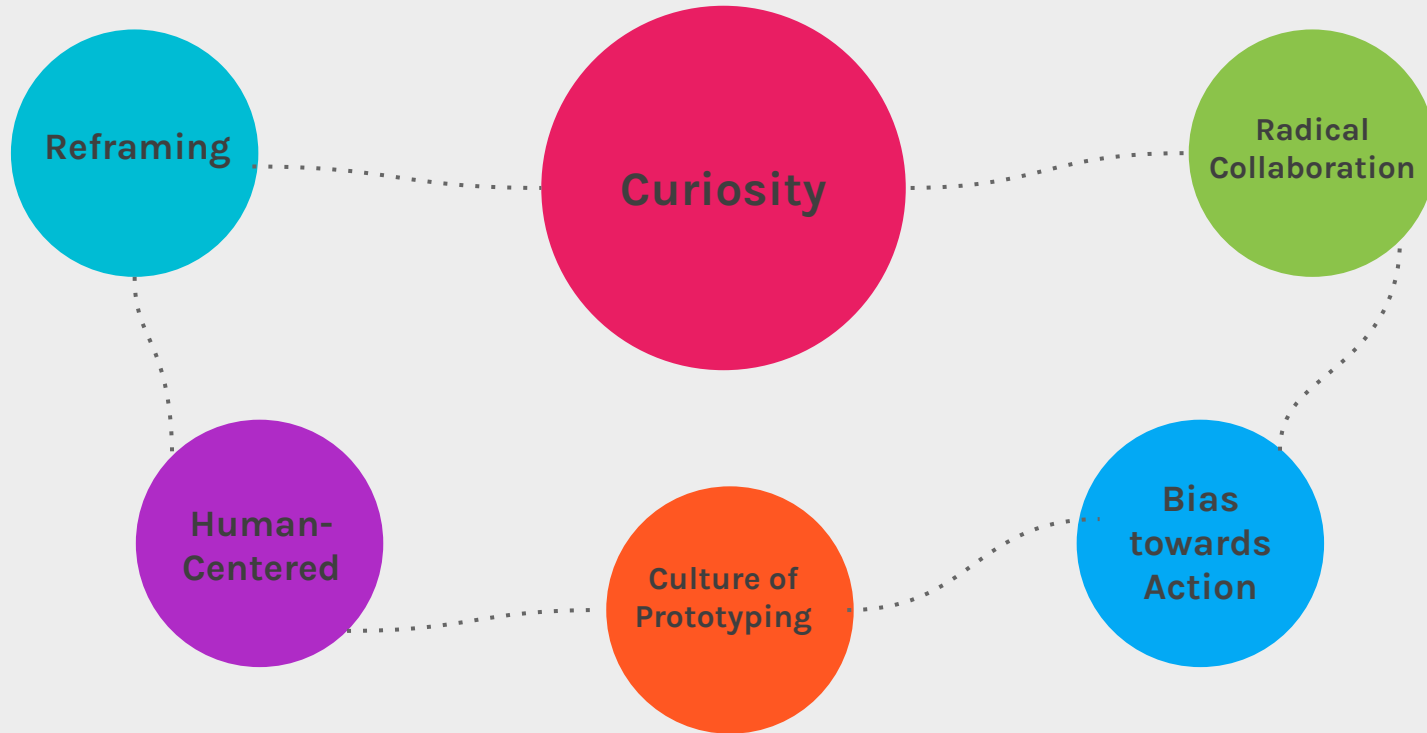 Reframing
Curiosity
Radical
Collaboration
Human-
Centered
Culture of
Prototyping
Bias
towards
Action